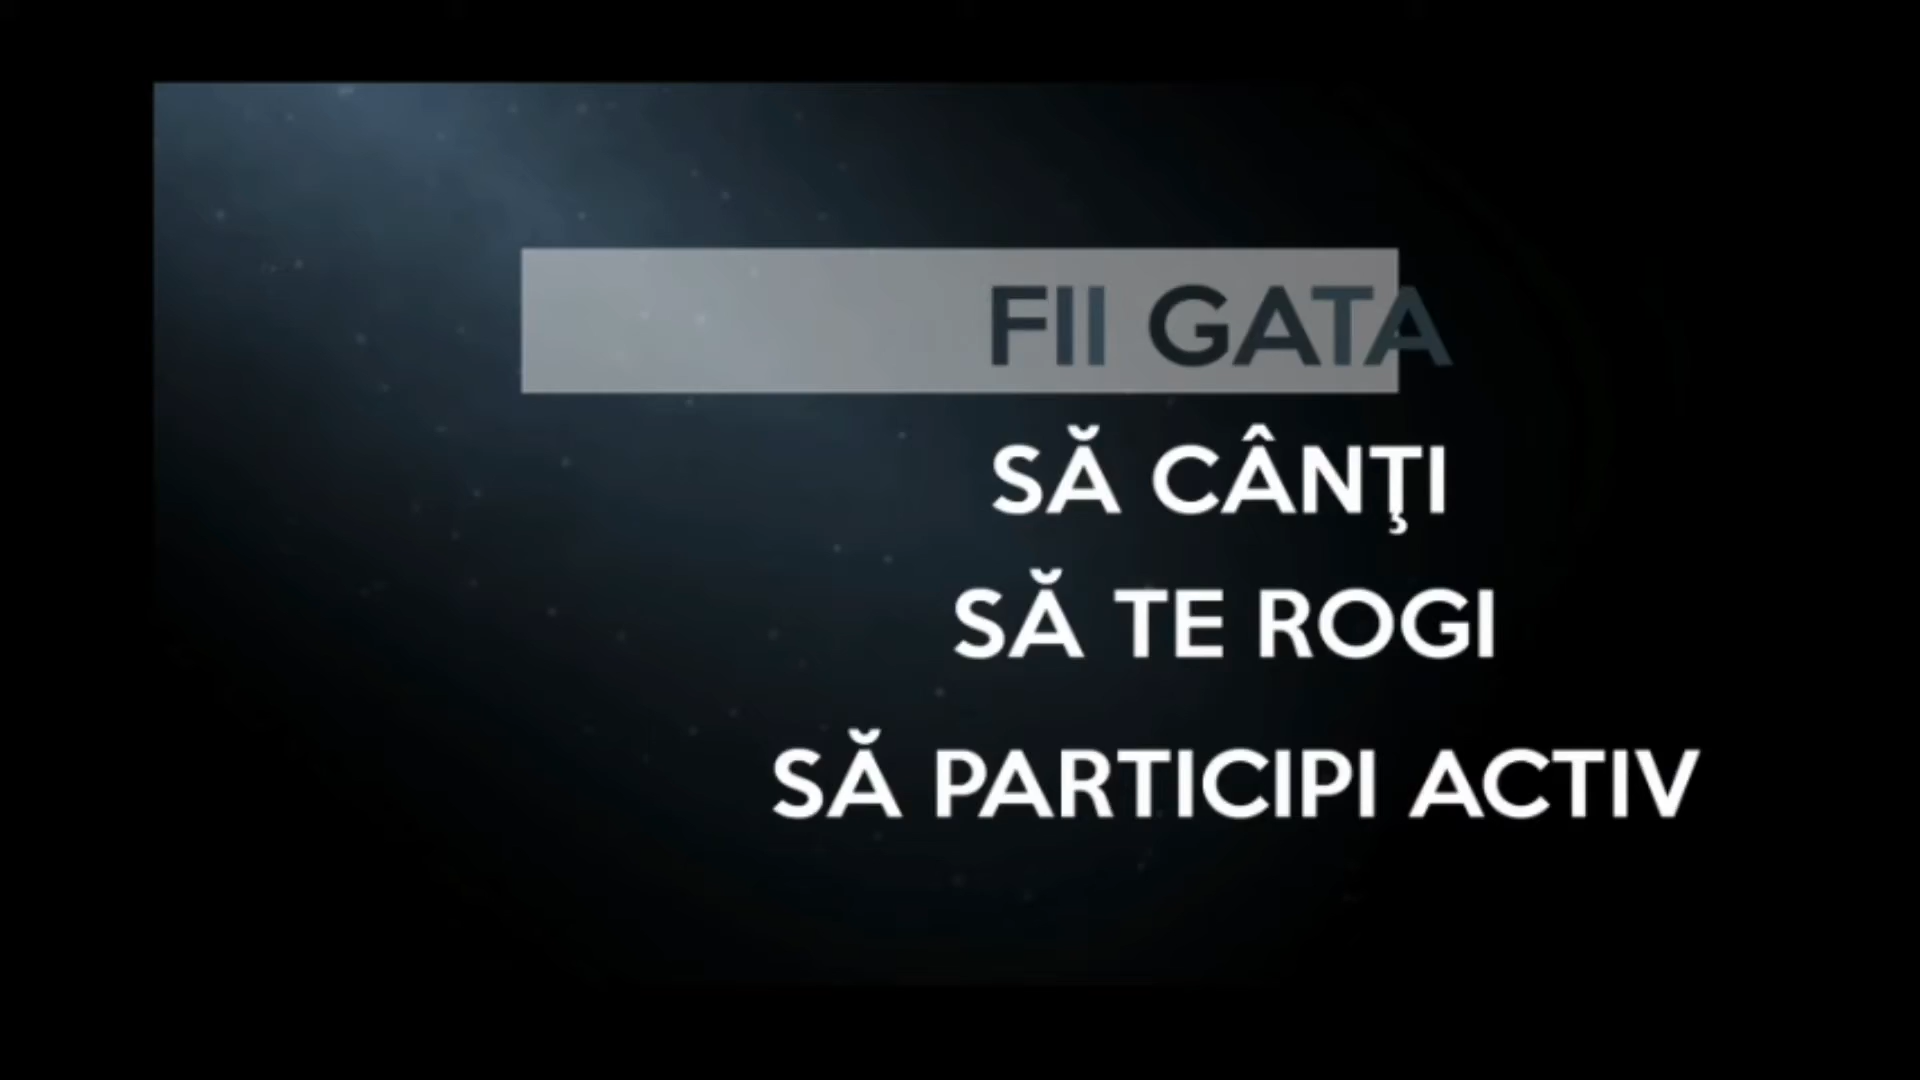 FII GATA
SĂ CÂNŢI
SĂ TE ROGI
SĂ PARTICIPI ACTIV